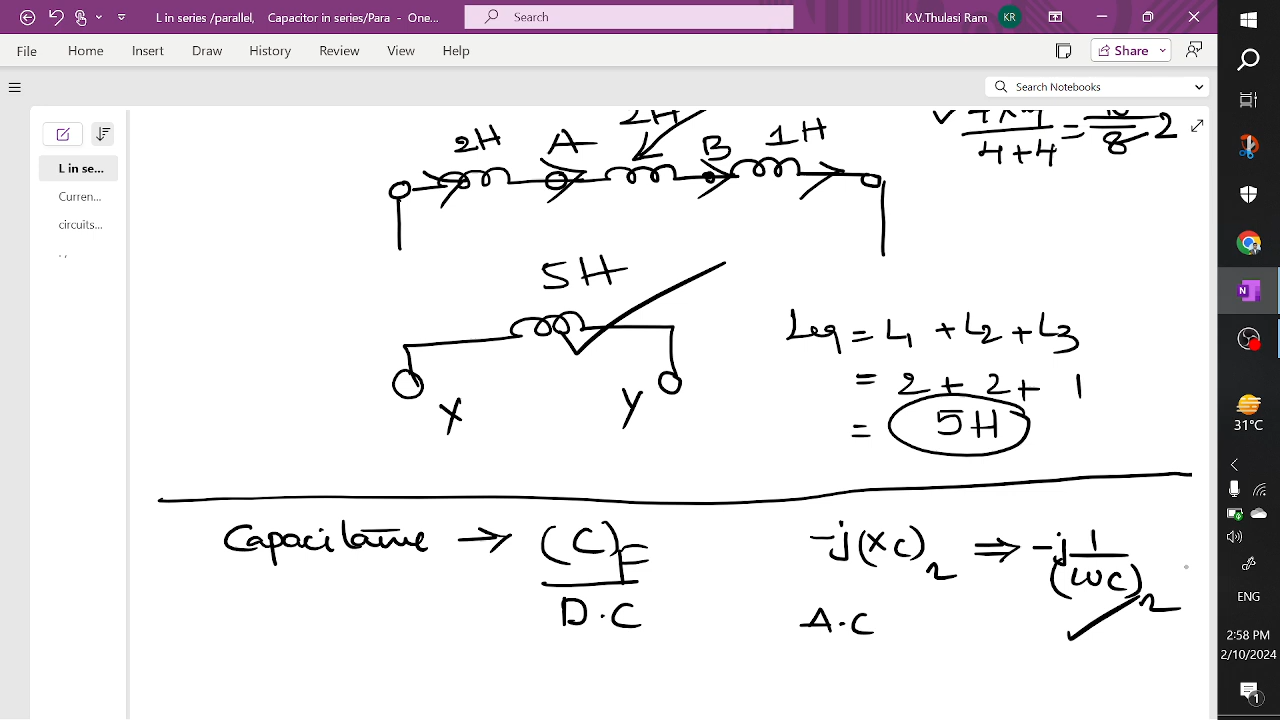 L in series /parallel, Capacitor in series/Para - One...
Search
K.V.Thulasi Ram KR
File Home Insert Draw History Review View Help
Share
Search Notebooks
L in se...
Curren...
circuits...
2H A 2H B 1H
4+4 = 8 2
5H
X Y
Leq = L1 + L2 + L3
= 2 + 2 + 1
= 5H
Capacitance → (C)F
D.C
-j(Xc)Ω ⇒ -j 1/(ωC)Ω
A.C
31°C
ENG
2:58 PM
2/10/2024
1